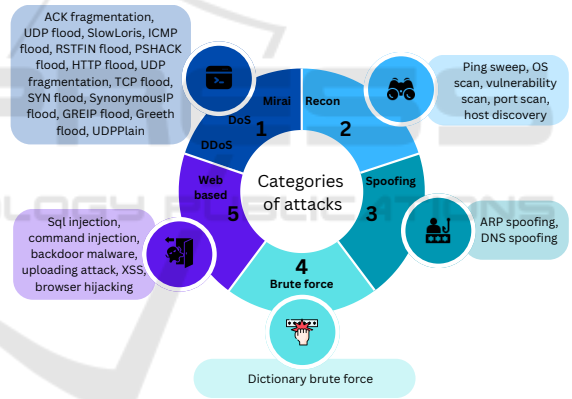 ACK fragmentation,
UDP flood, SlowLoris, ICMP
flood, RSTFIN flood, PSHACK
flood, HTTP flood, UDP
fragmentation, TCP flood,
SYN flood, SynonymousIP
flood, GREIP flood, Greeth
flood, UDPPlain
Mirai
DoS
DDoS
1
Recon
2
Ping sweep, OS
scan, vulnerability
scan, port scan,
host discovery
Categories
of attacks
Spoofing
3
ARP spoofing,
DNS spoofing
4
Brute force
Dictionary brute force
Web
based
5
Sql injection,
command injection,
backdoor malware,
uploading attack, XSS,
browser hijacking
OLOGY PUBLICATIONS